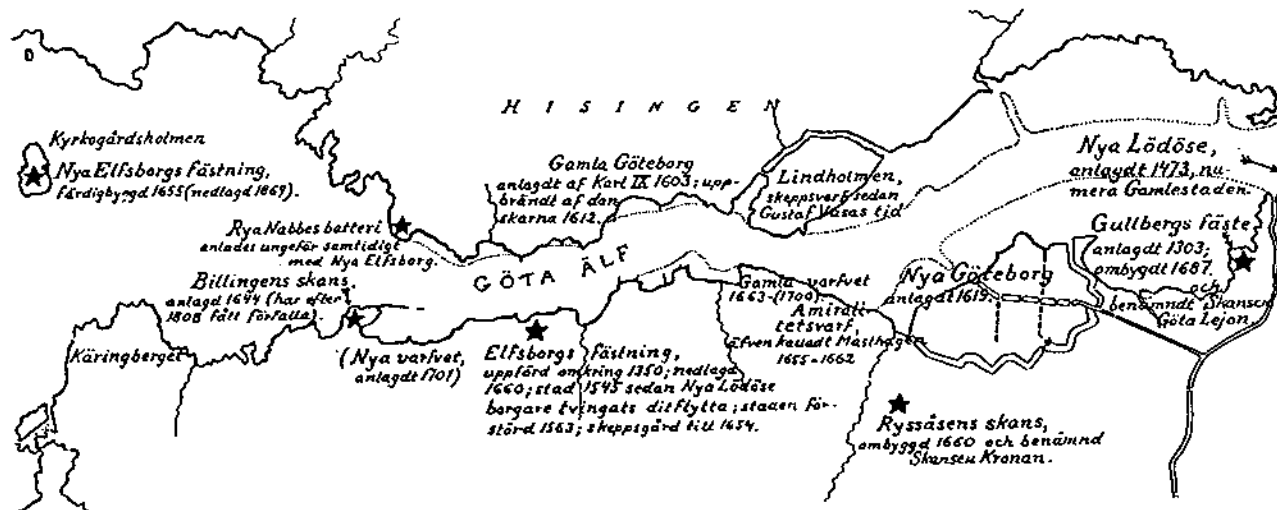 HISINGEN
Kyrkogårdsholmen
Nya Elfsborgs fästning,
färdigbyggd 1655 (nedlagd 1869).
Rya Nabbes batteri
anlades ungefär samtidigt
med Nya Elfsborg.
Billingens skans,
anlagd 1644 (har efter
1808 fått förfalla).
Käringberget
(Nya varfvet,
anlagdt 1701)
Gamla Göteborg
anlagdt af Karl IX 1603; upp-
brändt af dan
skarna 1612.
GÖTA ÄLF
Elfsborgs fästning,
uppförd omkring 1350; nedlagd
1660; stad 1545 sedan Nya Lödöse
borgare tvingats ditflytta; staden för-
störd 1563; skeppsgård till 1654.
Lindholmen,
skeppsvarf sedan
Gustaf Vasas tid
Gamla varfvet
1663-(1700).
Amirali
tetsvarf,
äfven kalladt Masthagen
1655-1662
Nya Göteborg
anlagdt 1619.
Nya Lödöse,
anlagdt 1473, nu-
mera Gamlestaden.
Gullbergs fäste
anlagdt 1303;
ombygdt 1687.
och
benämndt Skansen
Göta Lejon
Ryssåsens skans,
ombyggd 1660 och benämnd
Skansen Kronan.